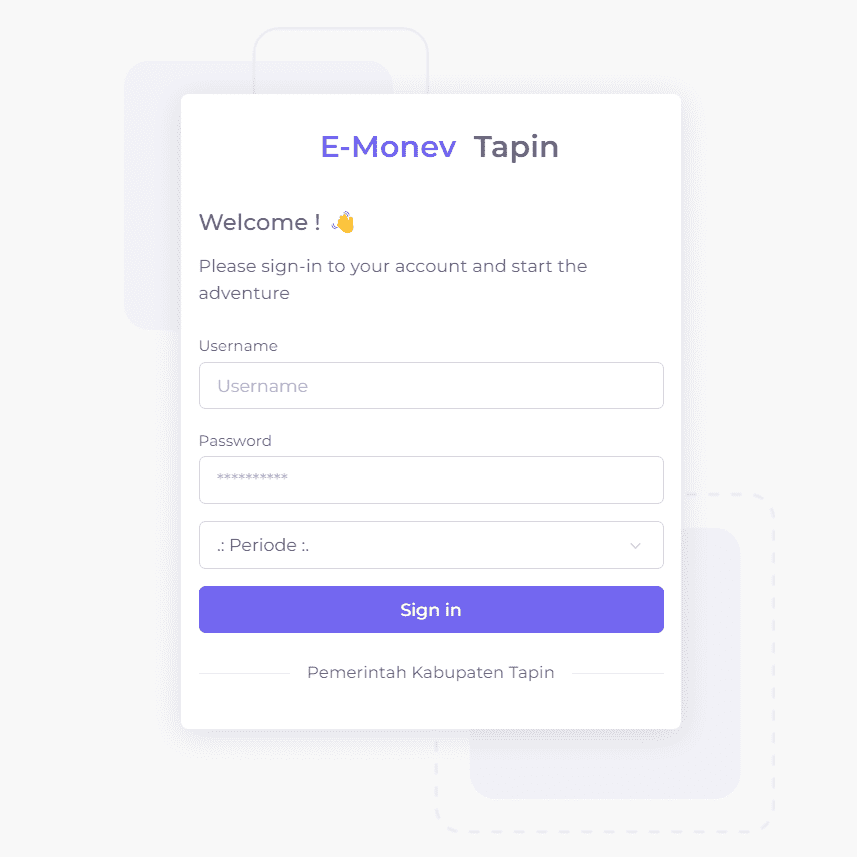 E-Monev Tapin
Welcome !
Please sign-in to your account and start the
adventure
Username
Username
Password
**********
.: Periode :.
Sign in
Pemerintah Kabupaten Tapin